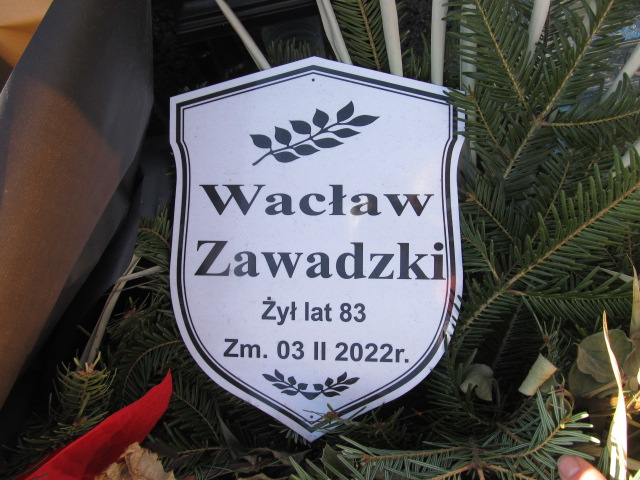 Wacław
Zawadzki
Żył lat 83
Zm. 03 II 2022r.